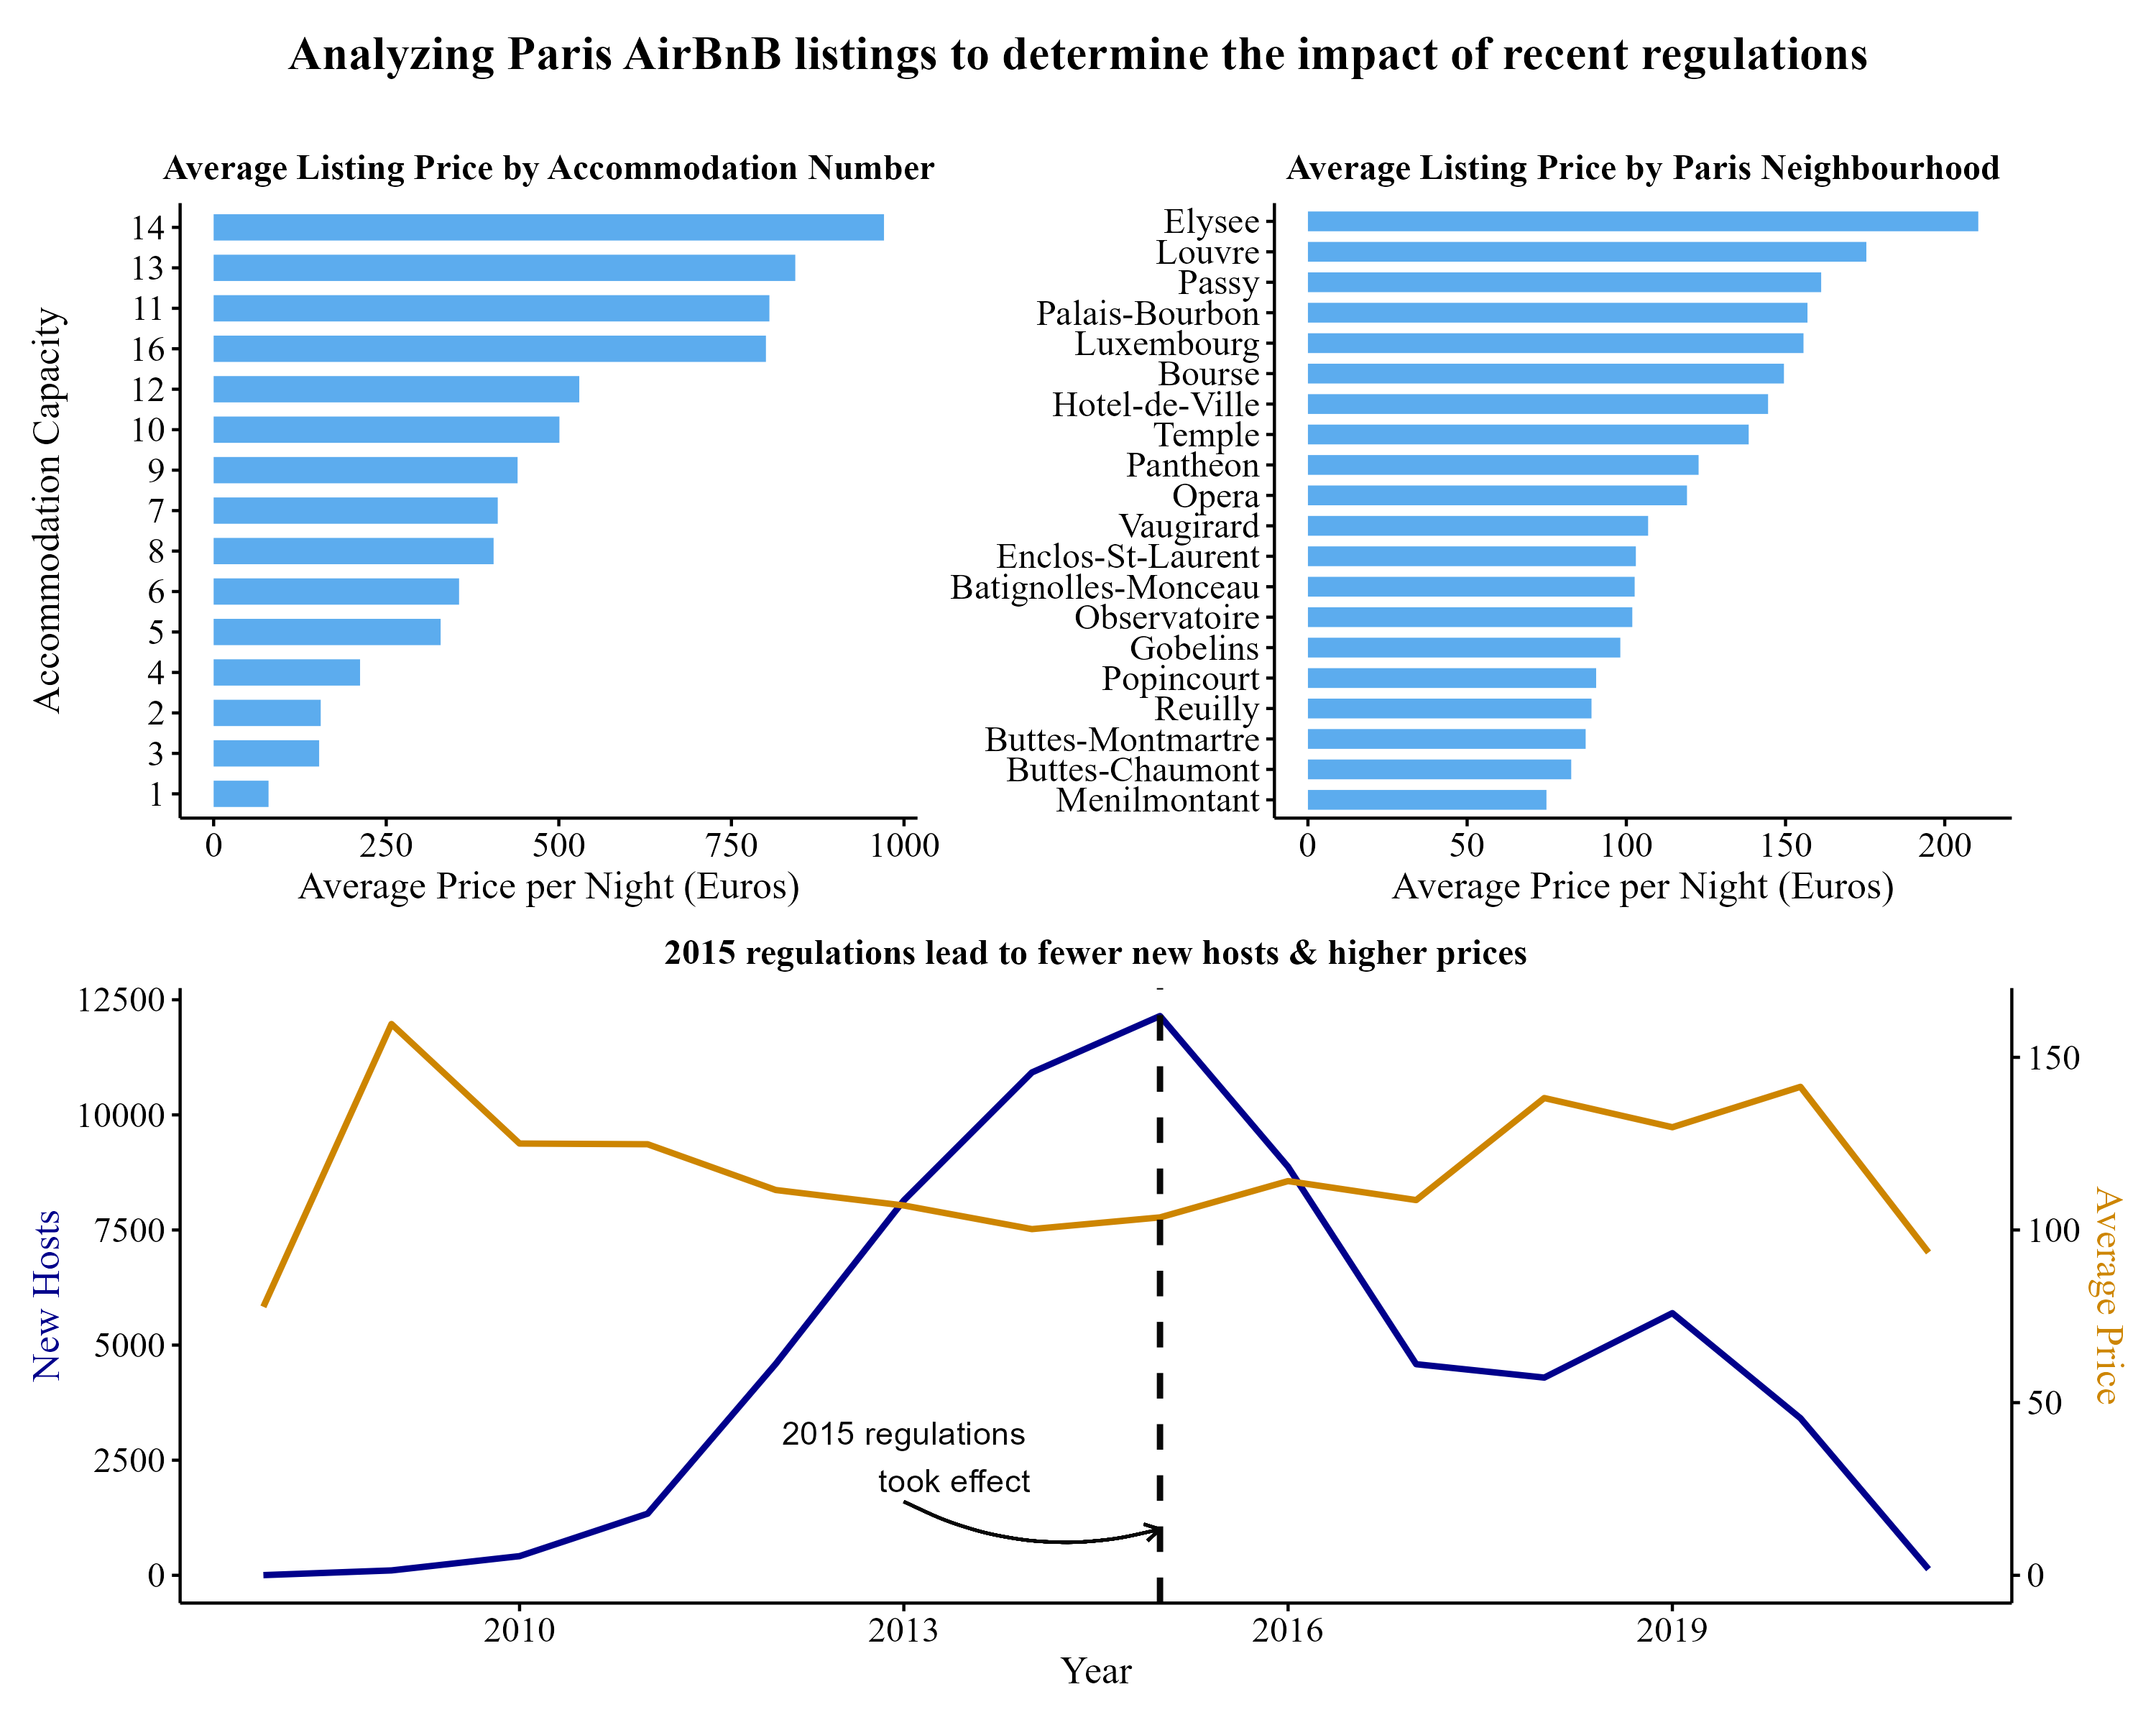 Analyzing Paris AirBnB listings to determine the impact of recent regulations
Average Listing Price by Accommodation Number
Accommodation Capacity
14
13
11
16
12
10
9
7
8
6
5
4
2
3
1
0 250 500 750 1000
Average Price per Night (Euros)
Average Listing Price by Paris Neighbourhood
Elysee
Louvre
Passy
Palais-Bourbon
Luxembourg
Bourse
Hotel-de-Ville
Temple
Pantheon
Opera
Vaugirard
Enclos-St-Laurent
Batignolles-Monceau
Observatoire
Gobelins
Popincourt
Reuilly
Buttes-Montmartre
Buttes-Chaumont
Menilmontant
0 50 100 150 200
Average Price per Night (Euros)
2015 regulations lead to fewer new hosts & higher prices
New Hosts
12500
10000
7500
5000
2500
0
2015 regulations
took effect
150
100
50
0
Average Price
2010 2013 2016 2019
Year